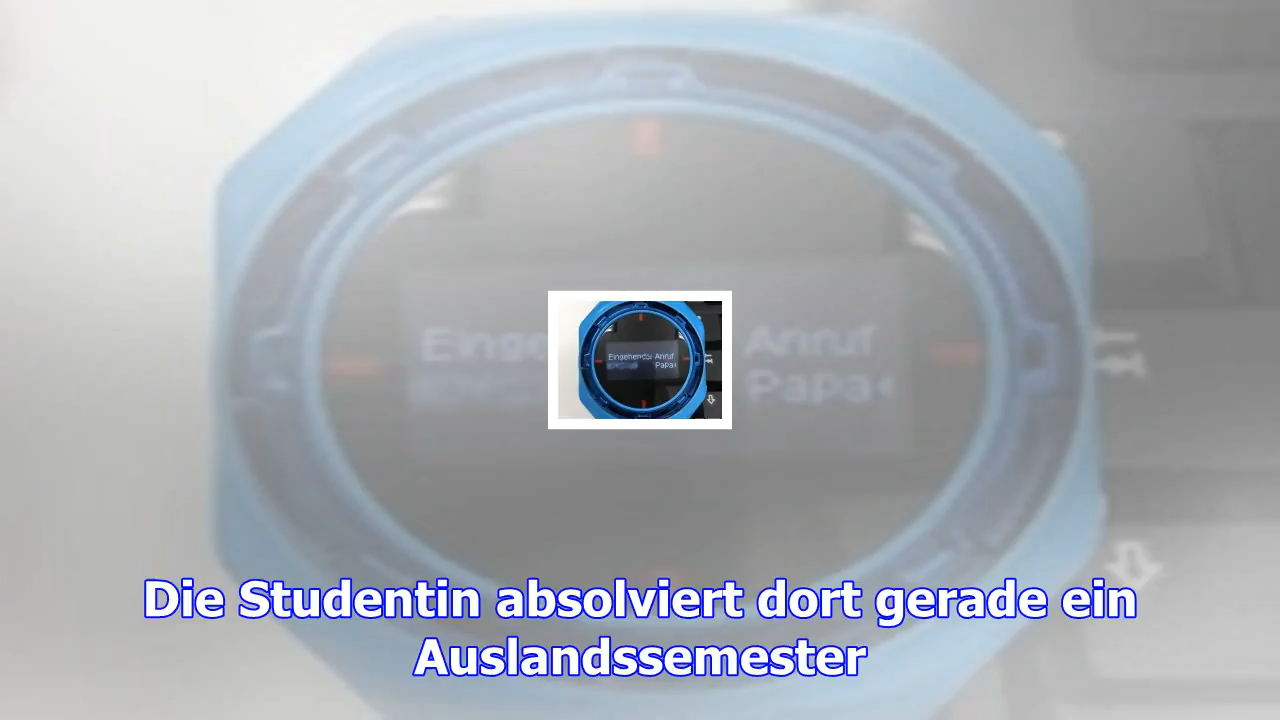 Eingehender Anruf
Papa
Die Studentin absolviert dort gerade ein
Auslandssemester